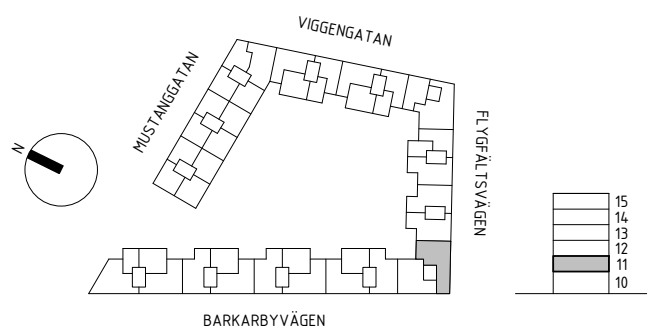 VIGGENGATAN
MUSTANGGATAN
FLYGFÄLTSVÄGEN
N
15
14
13
12
11
10
BARKARBYVÄGEN